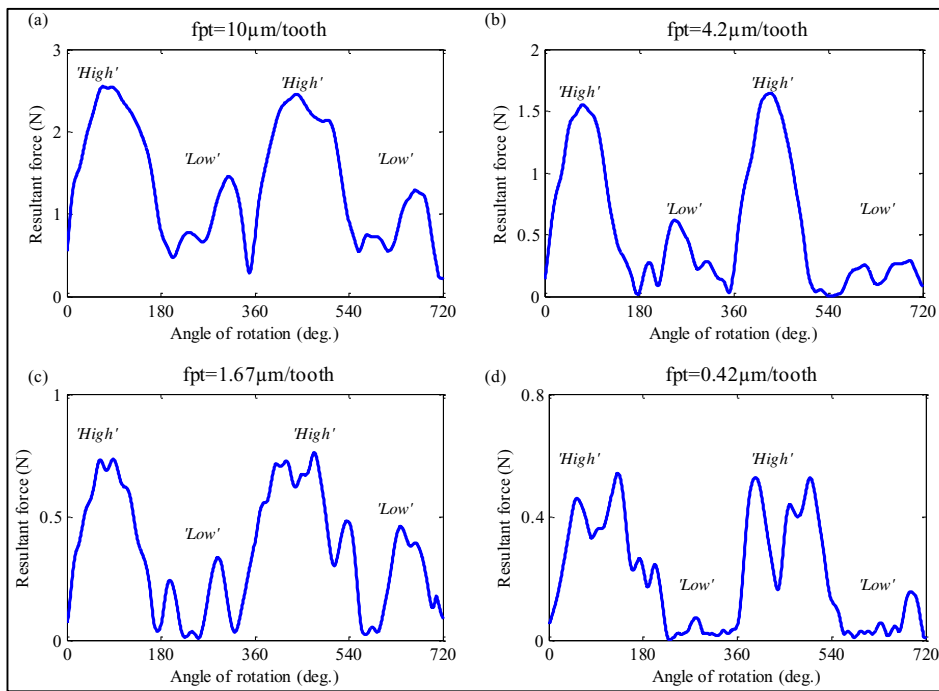 (a)
fpt=10µm/tooth
3
2
1
0
Resultant force (N)
'High'
'Low'
'High'
'Low'
0 180 360 540 720
Angle of rotation (deg.)
(b)
fpt=4.2µm/tooth
2
1.5
1
0.5
0
Resultant force (N)
'High'
'Low'
'High'
'Low'
0 180 360 540 720
Angle of rotation (deg.)
(c)
fpt=1.67µm/tooth
1
0.5
0
Resultant force (N)
'High'
'Low'
'High'
'Low'
0 180 360 540 720
Angle of rotation (deg.)
(d)
fpt=0.42µm/tooth
0.8
0.4
0
Resultant force (N)
'High'
'Low'
'High'
'Low'
0 180 360 540 720
Angle of rotation (deg.)